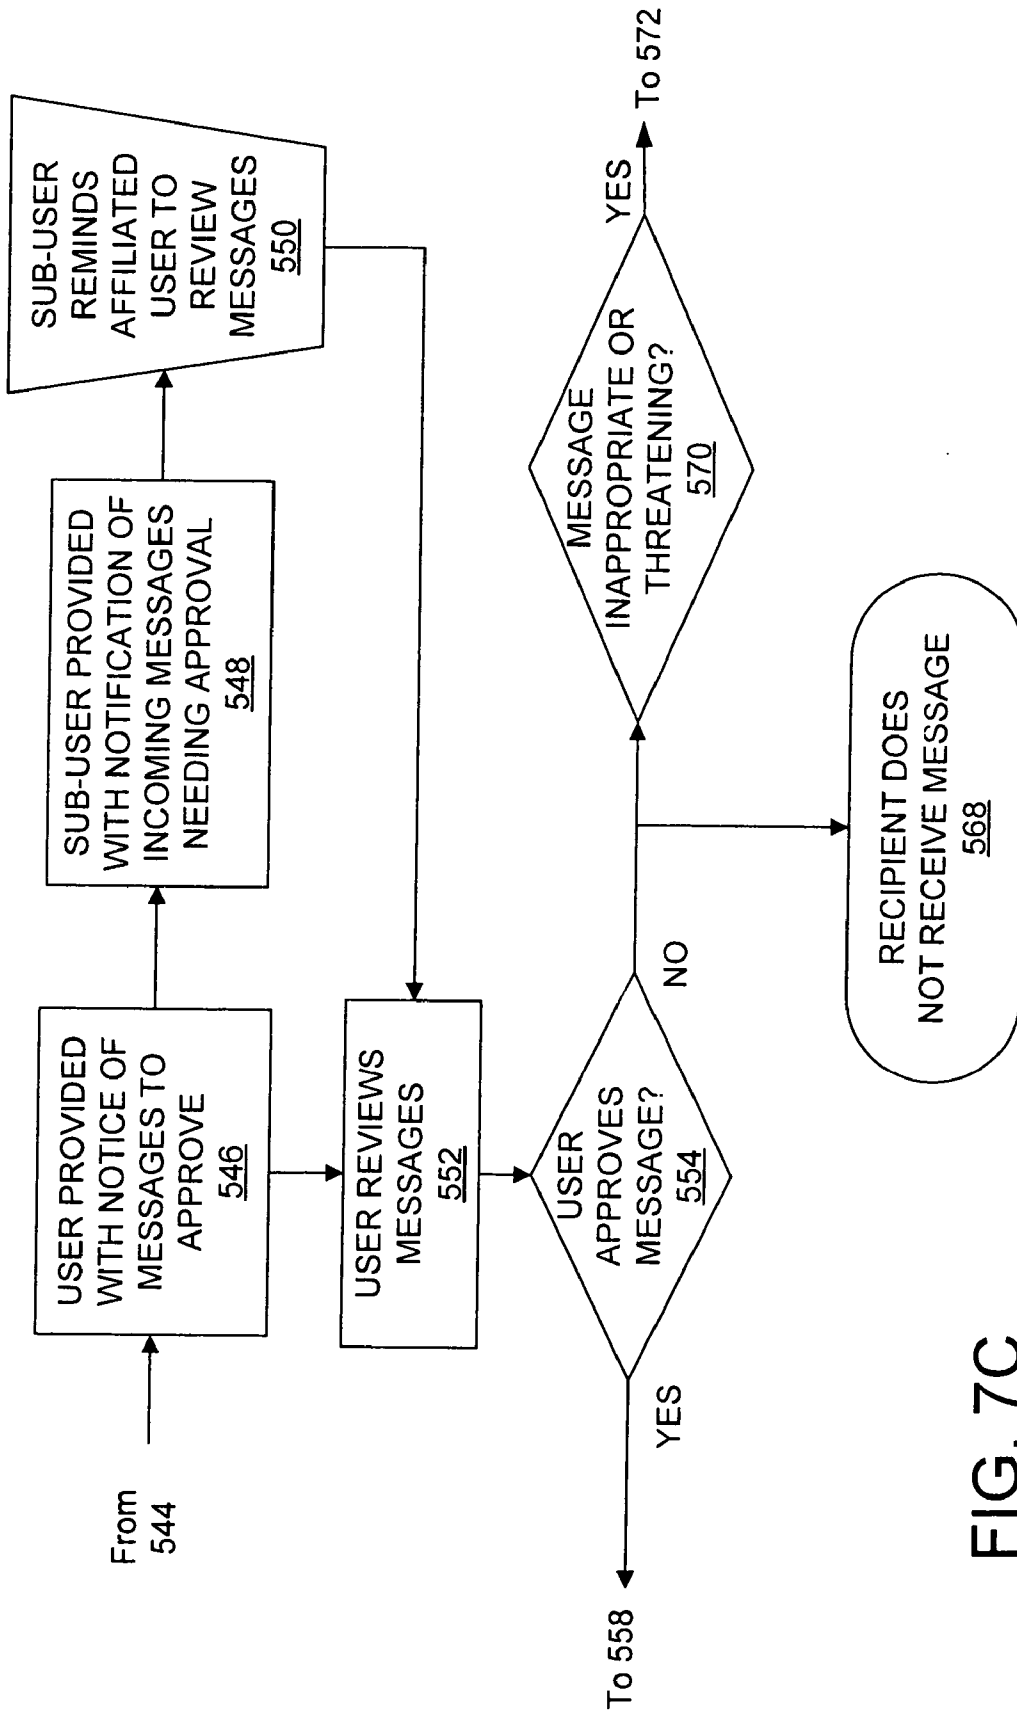 From
544
USER PROVIDED
WITH NOTICE OF
MESSAGES TO
APPROVE
546
SUB-USER PROVIDED
WITH NOTIFICATION OF
INCOMING MESSAGES
NEEDING APPROVAL
548
SUB-USER
REMINDS
AFFILIATED
USER TO
REVIEW
MESSAGES
550
USER REVIEWS
MESSAGES
552
USER
APPROVES
MESSAGE?
554
YES
To 558
NO
MESSAGE
INAPPROPRIATE OR
THREATENING?
570
YES
To 572
RECIPIENT DOES
NOT RECEIVE MESSAGE
568
FIG. 7C